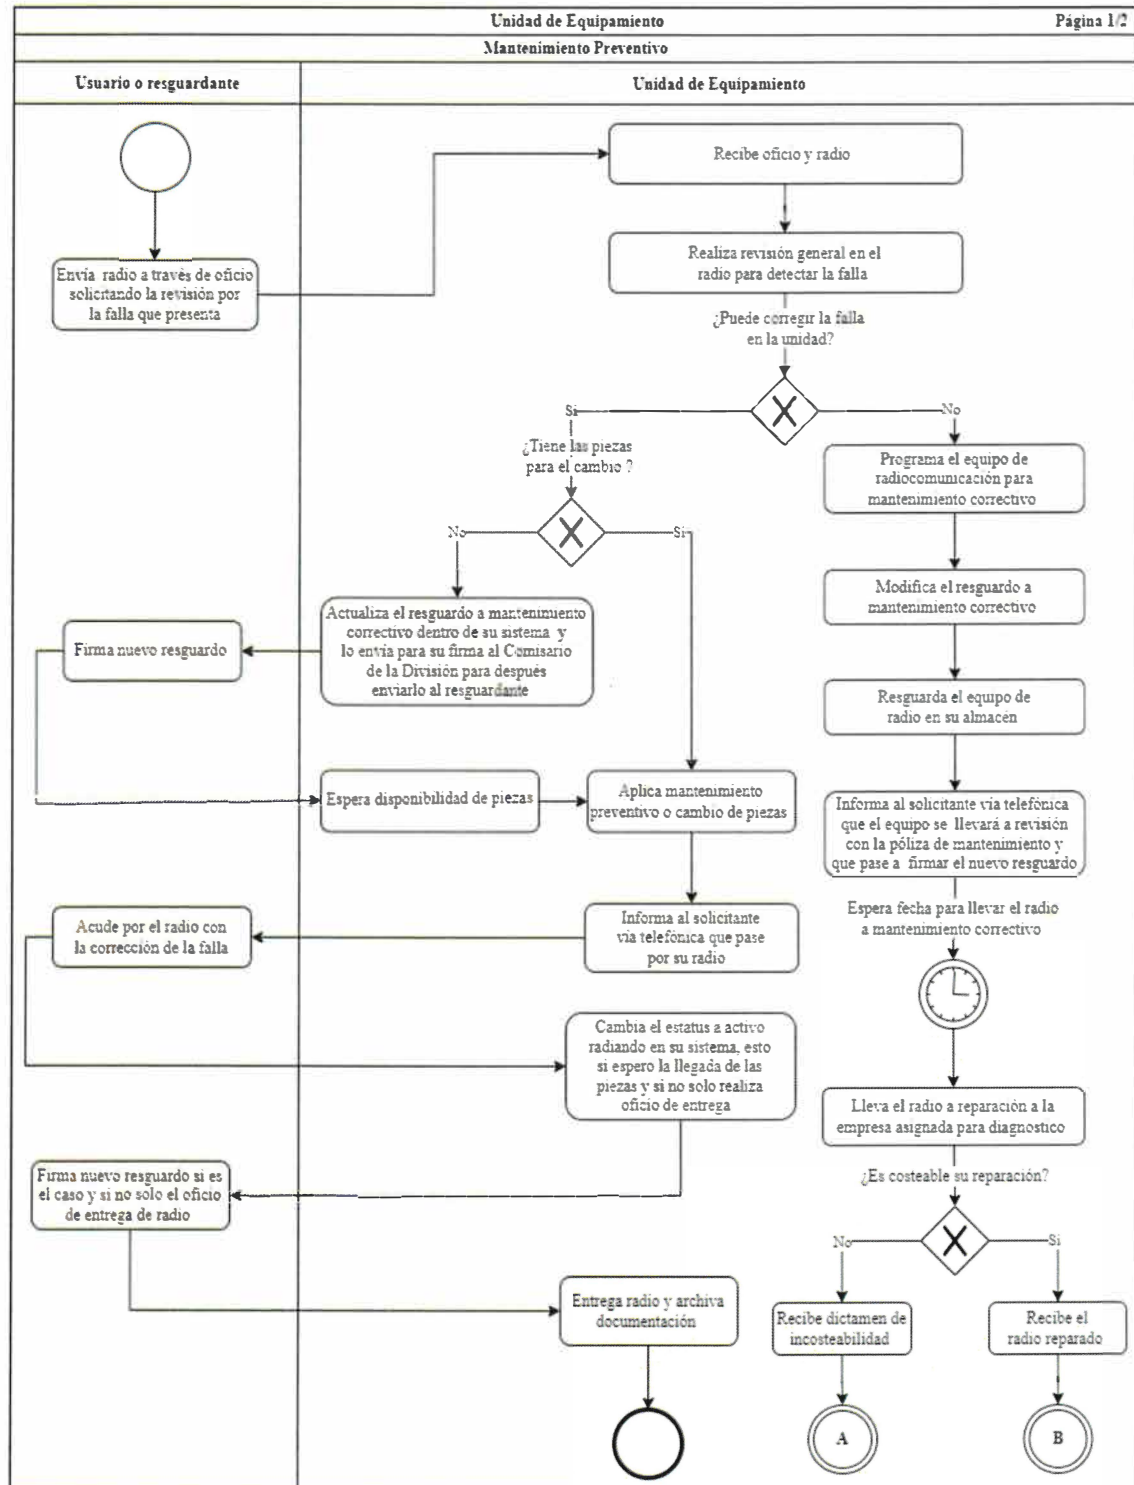 Unidad de Equipamiento
Página 1/2
Mantenimiento Preventivo
Usuario o resguardante
Unidad de Equipamiento
Recibe oficio y radio
Realiza revisión general en el
radio para detectar la falla
Envía radio a través de oficio
solicitando la revisión por
la falla que presenta
¿Puede corregir la falla
en la unidad?
Si
No
¿Tiene las piezas
para el cambio ?
Programa el equipo de
radiocomunicación para
mantenimiento correctivo
No
Si
Modifica el resguardo a
mantenimiento correctivo
Actualiza el resguardo a mantenimiento
correctivo dentro de su sistema y
lo envía para su firma al Comisario
de la División para después
enviarlo al resguardante
Firma nuevo resguardo
Resguarda el equipo de
radio en su almacén
Espera disponibilidad de piezas
Aplica mantenimiento
preventivo o cambio de piezas
Informa al solicitante vía telefónica
que el equipo se llevará a revisión
con la póliza de mantenimiento y
que pase a firmar el nuevo resguardo
Acude por el radio con
la corrección de la falla
Informa al solicitante
vía telefónica que pase
por su radio
Espera fecha para llevar el radio
a mantenimiento correctivo
Cambia el estatus a activo
radiando en su sistema, esto
si espero la llegada de las
piezas y si no solo realiza
oficio de entrega
Lleva el radio a reparación a la
empresa asignada para diagnostico
Firma nuevo resguardo si es
el caso y si no solo el oficio
de entrega de radio
¿Es costeable su reparación?
No
Si
Entrega radio y archiva
documentación
Recibe dictamen de
incosteabilidad
Recibe el
radio reparado
A
B